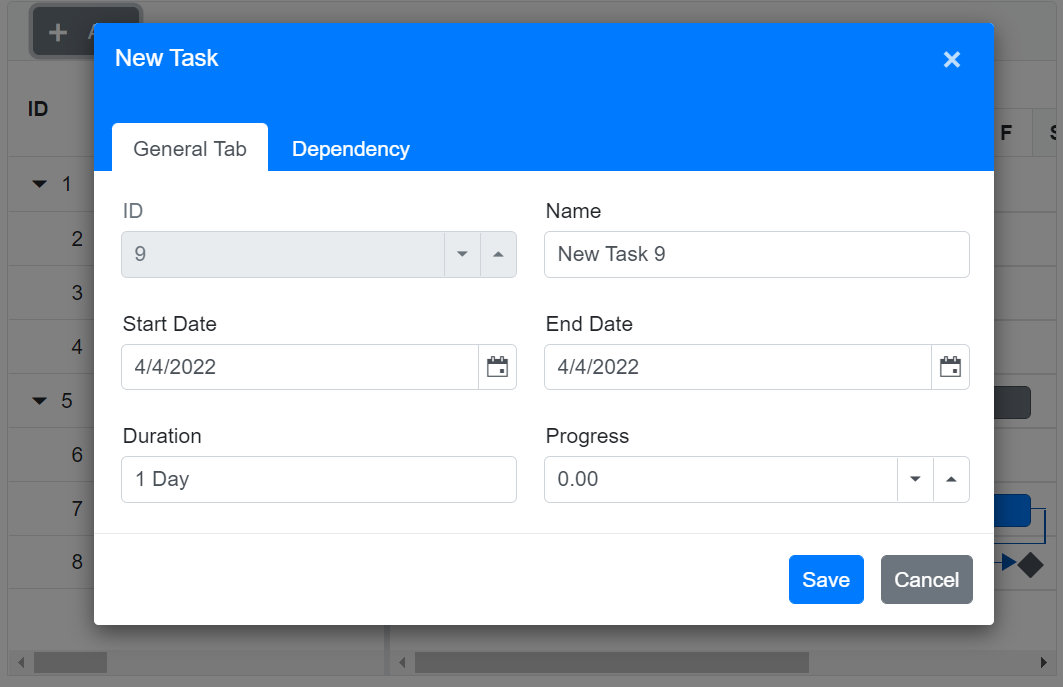 New Task
General Tab
Dependency
ID
F
1
2
3
4
5
6
7
8
ID
9
Name
New Task 9
Start Date
4/4/2022
End Date
4/4/2022
Duration
1 Day
Progress
0.00
Save
Cancel